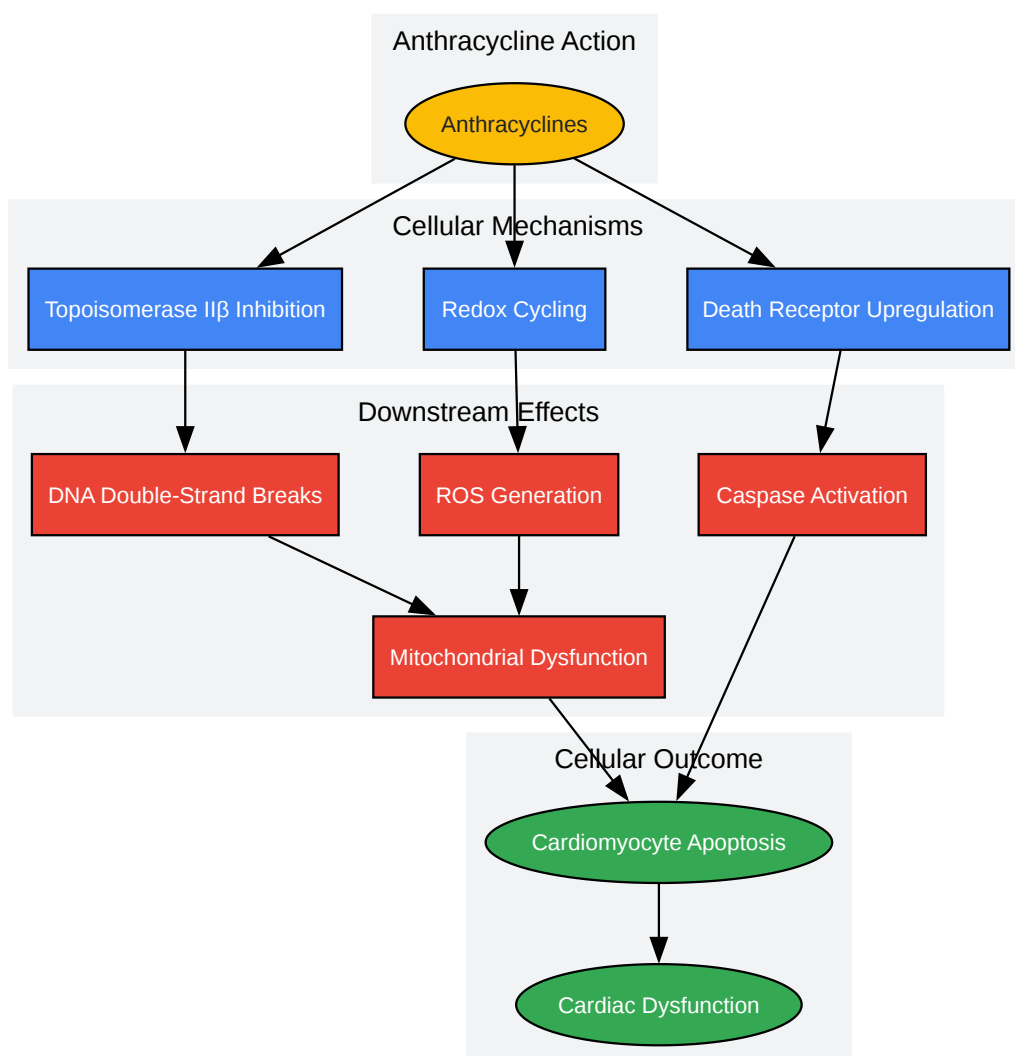 Anthracycline Action
Anthracyclines
Cellular Mechanisms
Topoisomerase IIβ Inhibition
Redox Cycling
Death Receptor Upregulation
Downstream Effects
DNA Double-Strand Breaks
ROS Generation
Caspase Activation
Mitochondrial Dysfunction
Cellular Outcome
Cardiomyocyte Apoptosis
Cardiac Dysfunction